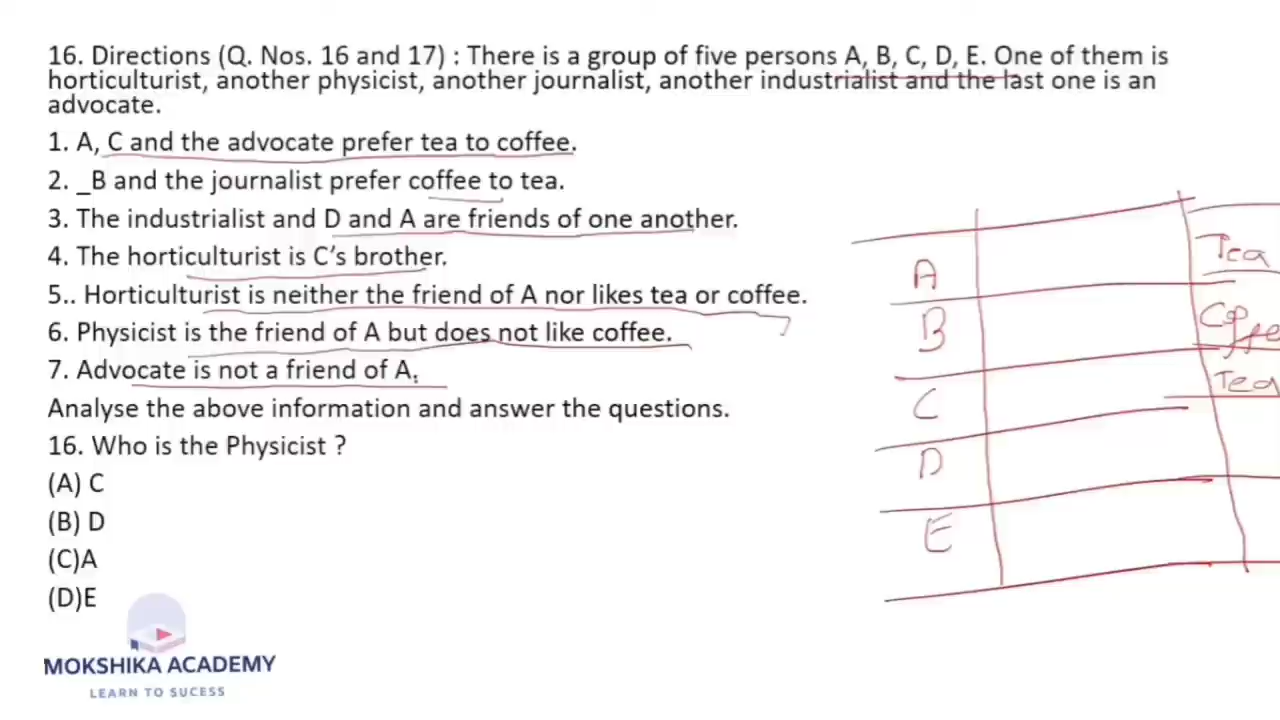 16. Directions (Q. Nos. 16 and 17) : There is a group of five persons A, B, C, D, E. One of them is
horticulturist, another physicist, another journalist, another industrialist and the last one is an
advocate.
1. A, C and the advocate prefer tea to coffee.
2. _B and the journalist prefer coffee to tea.
3. The industrialist and D and A are friends of one another.
4. The horticulturist is C’s brother.
5.. Horticulturist is neither the friend of A nor likes tea or coffee.
6. Physicist is the friend of A but does not like coffee.
7. Advocate is not a friend of A.
Analyse the above information and answer the questions.
16. Who is the Physicist ?
(A) C
(B) D
(C)A
(D)E
MOKSHIKA ACADEMY
LEARN TO SUCESS
A Tea
B Coffee
C Tea
D
E